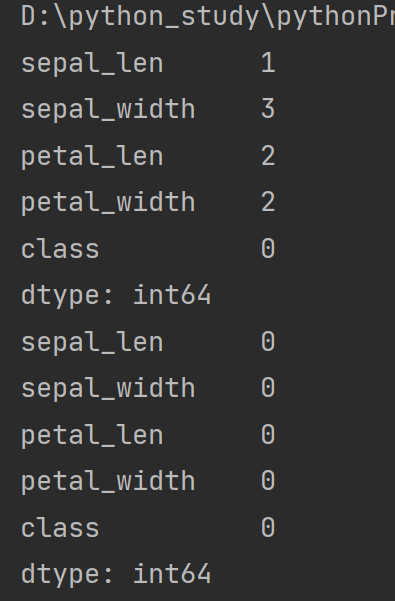 D:\python_study\pythonPr
sepal_len      1
sepal_width    3
petal_len      2
petal_width    2
class          0
dtype: int64
sepal_len      0
sepal_width    0
petal_len      0
petal_width    0
class          0
dtype: int64